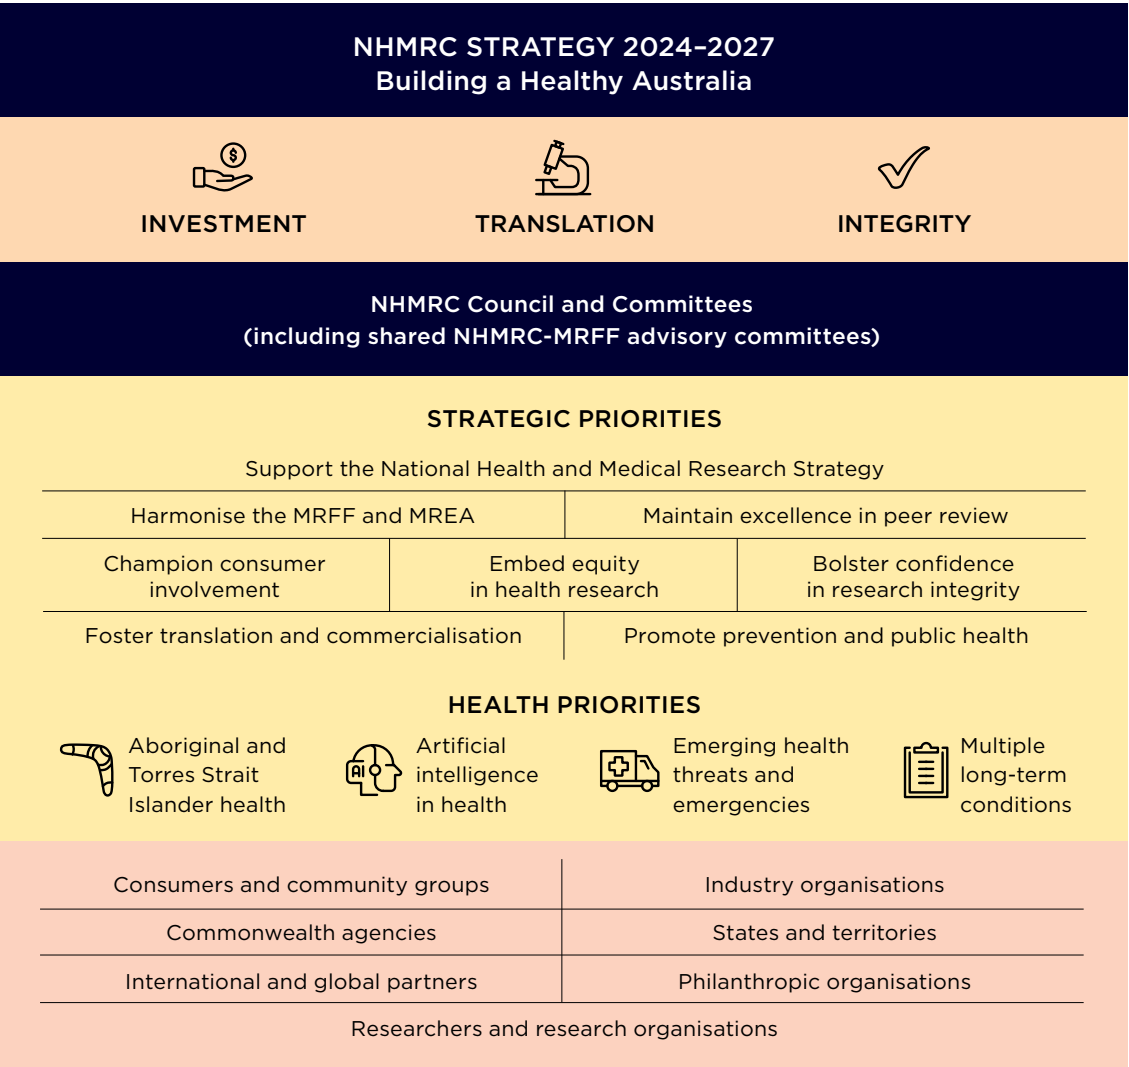 NHMRC STRATEGY 2024–2027
Building a Healthy Australia
$
INVESTMENT
TRANSLATION
INTEGRITY
NHMRC Council and Committees
(including shared NHMRC-MRFF advisory committees)
STRATEGIC PRIORITIES
Support the National Health and Medical Research Strategy
Harmonise the MRFF and MREA
Maintain excellence in peer review
Champion consumer
involvement
Embed equity
in health research
Bolster confidence
in research integrity
Foster translation and commercialisation
Promote prevention and public health
HEALTH PRIORITIES
Aboriginal and
Torres Strait
Islander health
AI
Artificial
intelligence
in health
Emerging health
threats and
emergencies
Multiple
long-term
conditions
Consumers and community groups
Industry organisations
Commonwealth agencies
States and territories
International and global partners
Philanthropic organisations
Researchers and research organisations